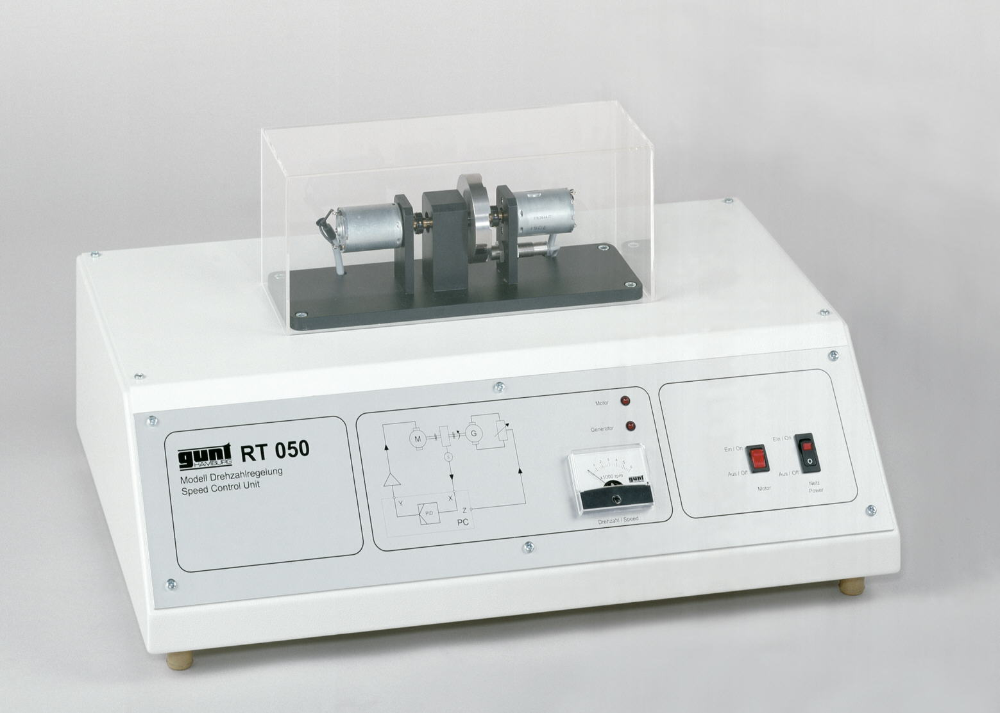 gunt RT 050
HAMBURG
Modell Drehzahlregelung
Speed Control Unit
M
G
S
Y
X
PID
Z
PC
Motor
Generator
1 2 3 4 5 6
x1000 rpm
gunt
Drehzahl / Speed
Ein / On
Aus / Off
Motor
Ein / On
Aus / Off
Netz
Power